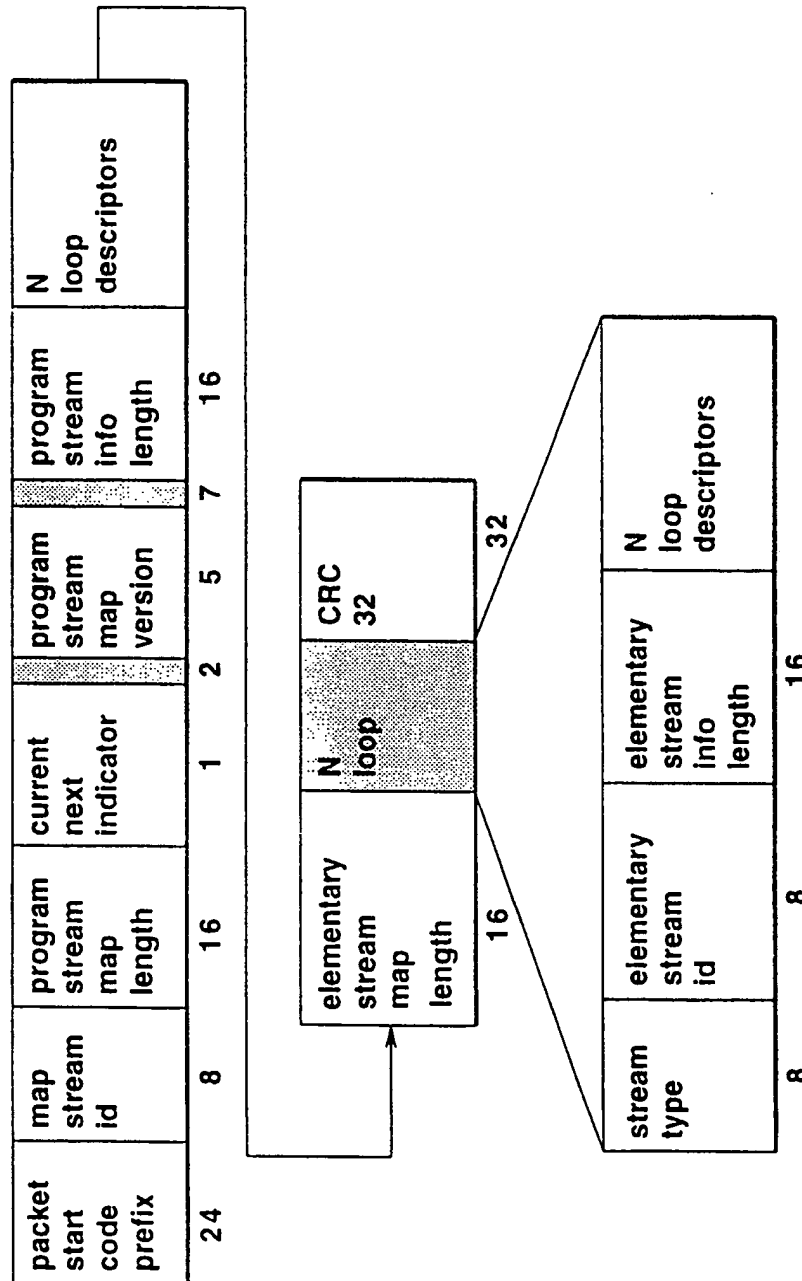 packet
start
code
prefix
24
map
stream
id
8
program
stream
map
length
16
current
next
indicator
1
2
program
stream
map
version
5
7
program
stream
info
length
16
N
loop
descriptors
elementary
stream
map
length
16
N
loop
CRC
32
32
stream
type
8
elementary
stream
id
8
elementary
stream
info
length
16
N
loop
descriptors